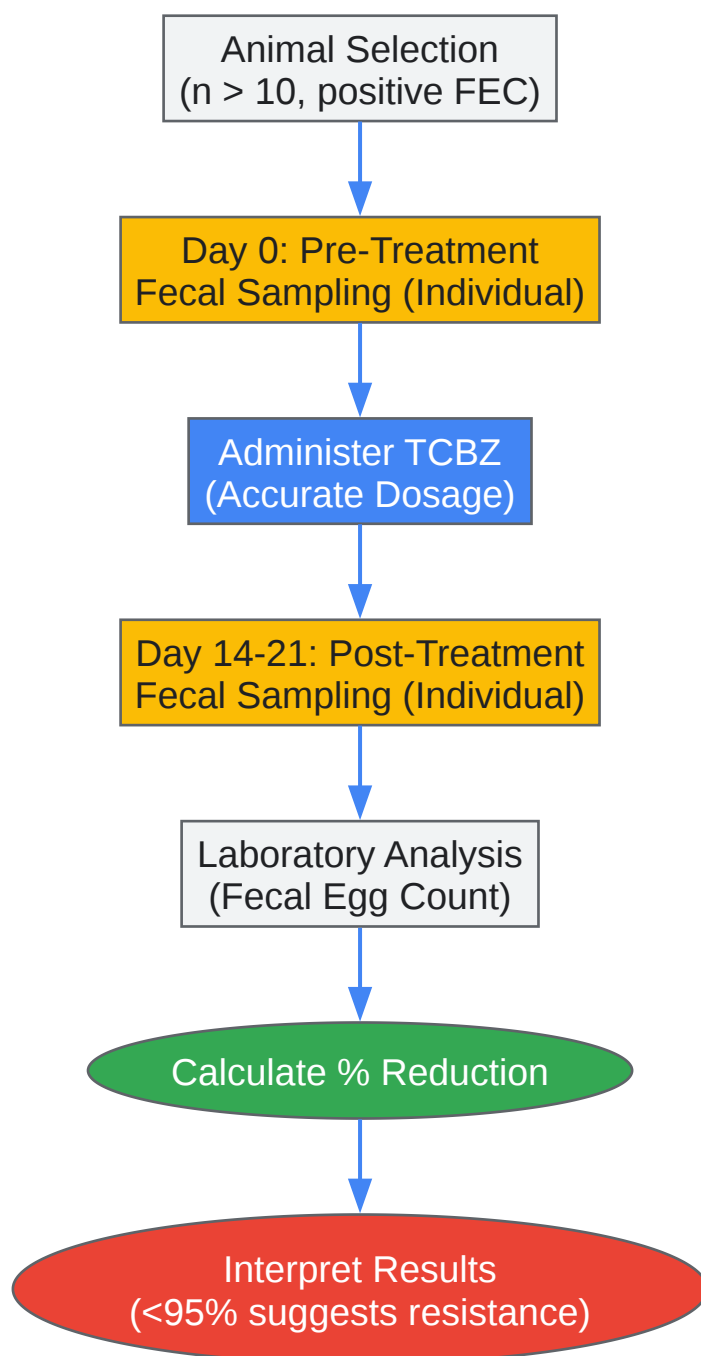 Animal Selection
(n > 10, positive FEC)
Day 0: Pre-Treatment
Fecal Sampling (Individual)
Administer TCBZ
(Accurate Dosage)
Day 14-21: Post-Treatment
Fecal Sampling (Individual)
Laboratory Analysis
(Fecal Egg Count)
Calculate % Reduction
Interpret Results
(<95% suggests resistance)